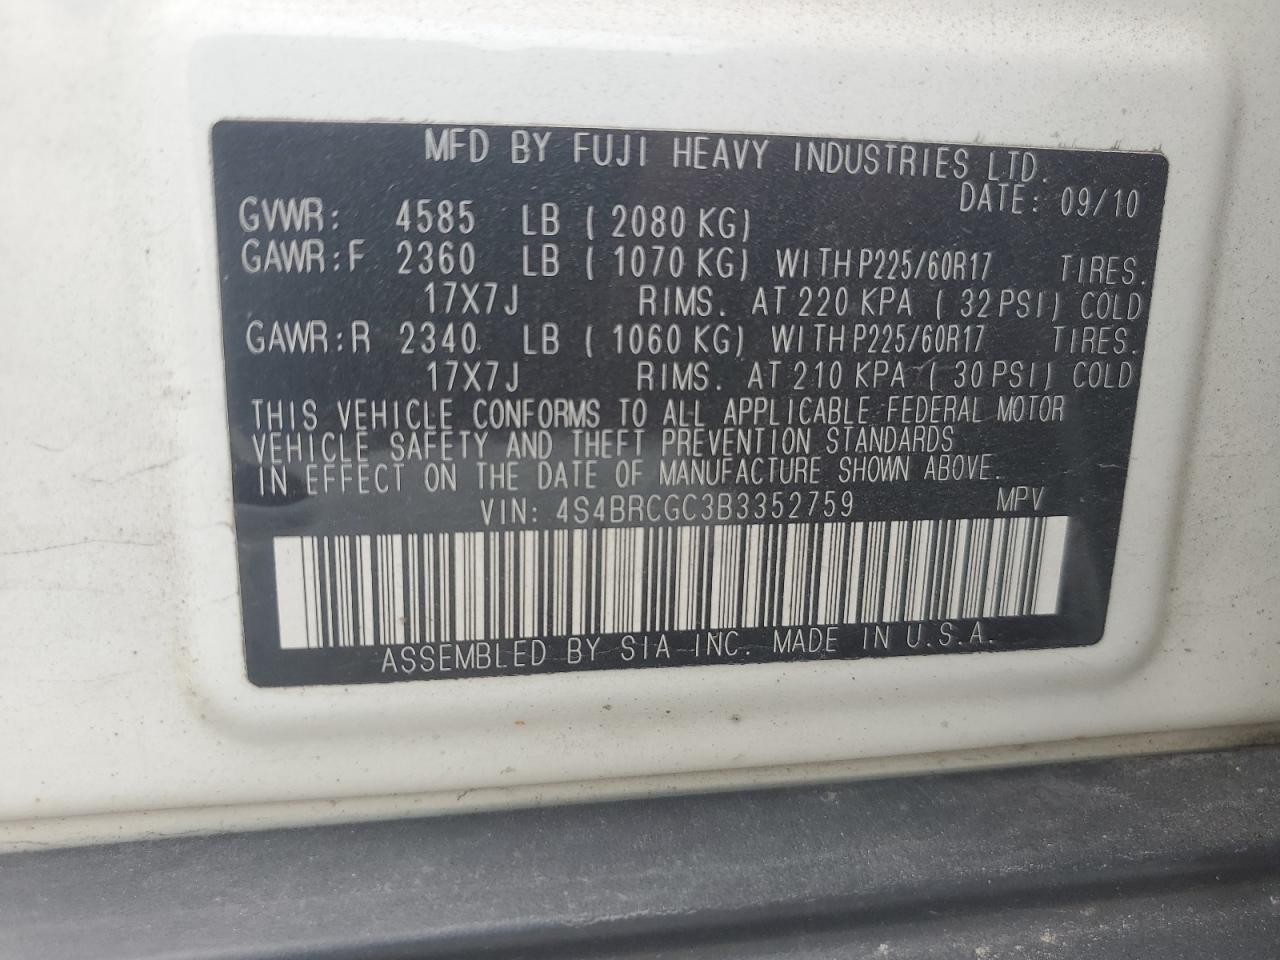 MFD BY FUJI HEAVY INDUSTRIES LTD.
DATE: 09/10
GVWR: 4585 LB ( 2080 KG)
GAWR:F 2360 LB ( 1070 KG) WITH P225/60R17 TIRES.
17X7J RIMS. AT 220 KPA ( 32 PSI) COLD
GAWR:R 2340 LB ( 1060 KG) WITH P225/60R17 TIRES.
17X7J RIMS. AT 210 KPA ( 30 PSI) COLD
THIS VEHICLE CONFORMS TO ALL APPLICABLE FEDERAL MOTOR
VEHICLE SAFETY AND THEFT PREVENTION STANDARDS
IN EFFECT ON THE DATE OF MANUFACTURE SHOWN ABOVE.
VIN: 4S4BRCGC3B3352759 MPV
ASSEMBLED BY SIA INC. MADE IN U.S.A.